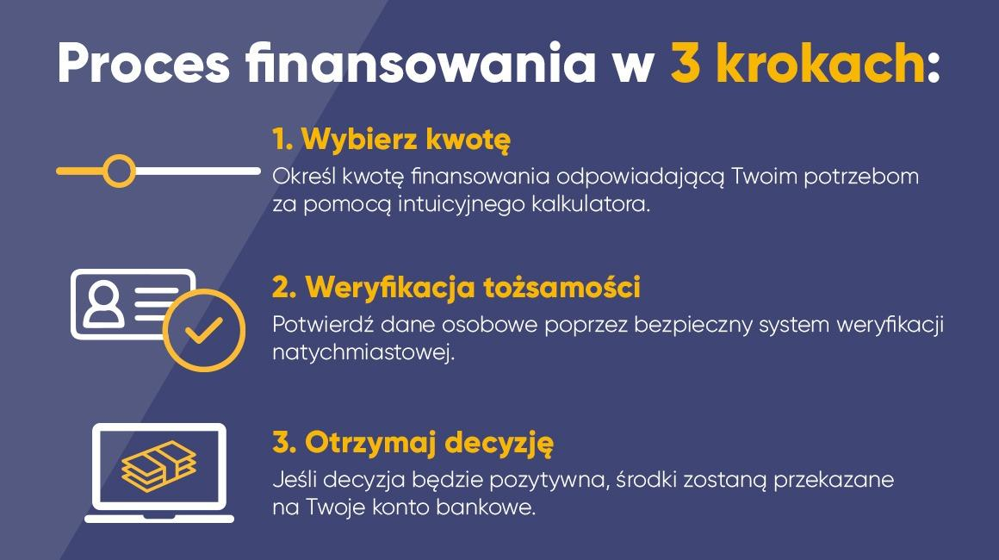 Proces finansowania w 3 krokach:
1. Wybierz kwotę
Określ kwotę finansowania odpowiadającą Twoim potrzebom
za pomocą intuicyjnego kalkulatora.
2. Weryfikacja tożsamości
Potwierdź dane osobowe poprzez bezpieczny system weryfikacji
natychmiastowej.
3. Otrzymaj decyzję
Jeśli decyzja będzie pozytywna, środki zostaną przekazane
na Twoje konto bankowe.